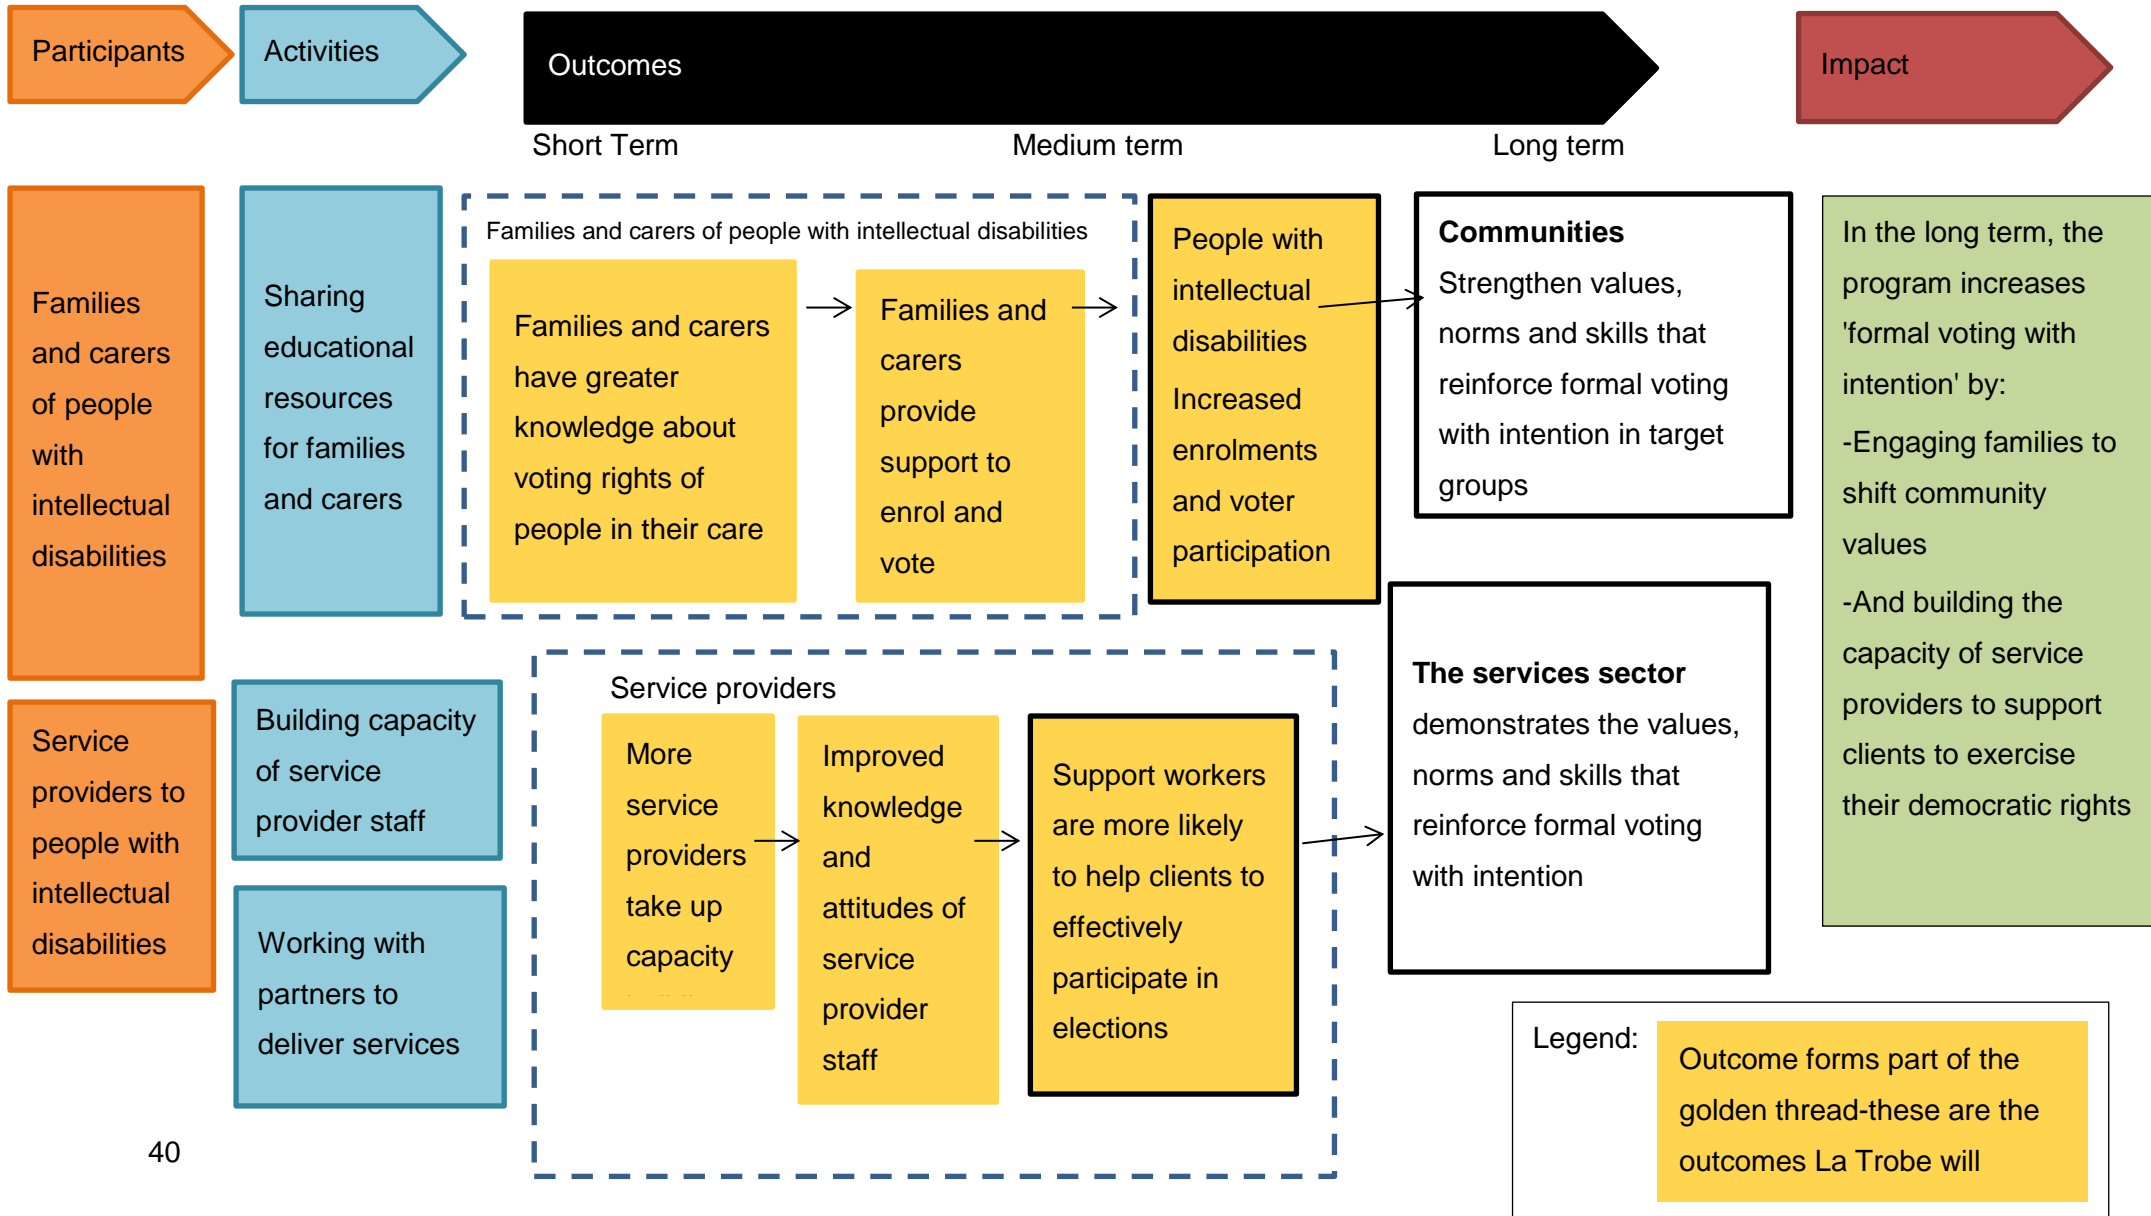 Participants
Activities
Outcomes
Impact
Short Term
Medium term
Long term
Families
and carers
of people
with
intellectual
disabilities
Sharing
educational
resources
for families
and carers
Families and carers of people with intellectual disabilities
Families and carers
have greater
knowledge about
voting rights of
people in their care
Families and
carers
provide
support to
enrol and
vote
People with
intellectual
disabilities
Increased
enrolments
and voter
participation
Communities
Strengthen values,
norms and skills that
reinforce formal voting
with intention in target
groups
In the long term, the
program increases
'formal voting with
intention' by:
-Engaging families to
shift community
values
-And building the
capacity of service
providers to support
clients to exercise
their democratic rights
Service
providers to
people with
intellectual
disabilities
Building capacity
of service
provider staff
Working with
partners to
deliver services
Service providers
More
service
providers
take up
capacity
Improved
knowledge
and
attitudes of
service
provider
staff
Support workers
are more likely
to help clients to
effectively
participate in
elections
The services sector
demonstrates the values,
norms and skills that
reinforce formal voting
with intention
Legend:
Outcome forms part of the
golden thread-these are the
outcomes La Trobe will
40